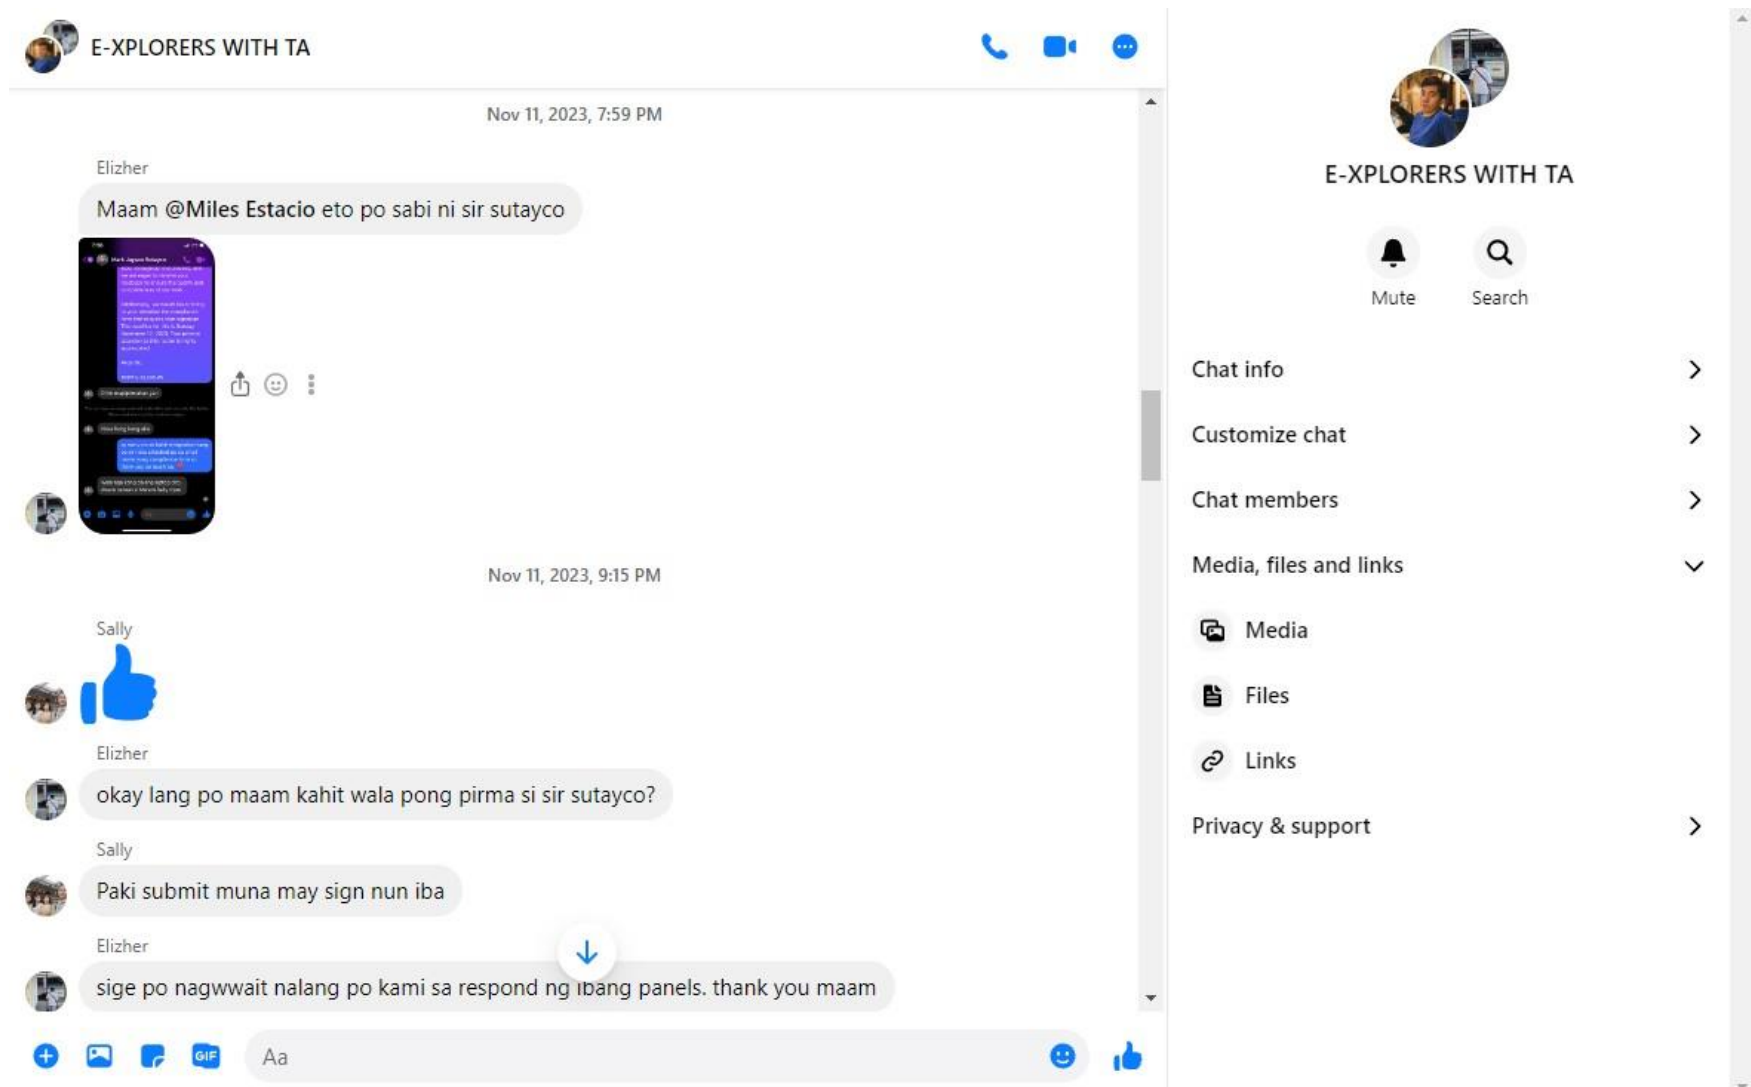 E-XPLORERS WITH TA
Nov 11, 2023, 7:59 PM
Elizher
Maam @Miles Estacio eto po sabi ni sir sutayco
Nov 11, 2023, 9:15 PM
Sally
Elizher
okay lang po maam kahit wala pong pirma si sir sutayco?
Sally
Paki submit muna may sign nun iba
Elizher
sige po nagwwait nalang po kami sa respond ng ibang panels. thank you maam
GIF
Aa
E-XPLORERS WITH TA
Mute
Search
Chat info
Customize chat
Chat members
Media, files and links
Media
Files
Links
Privacy & support